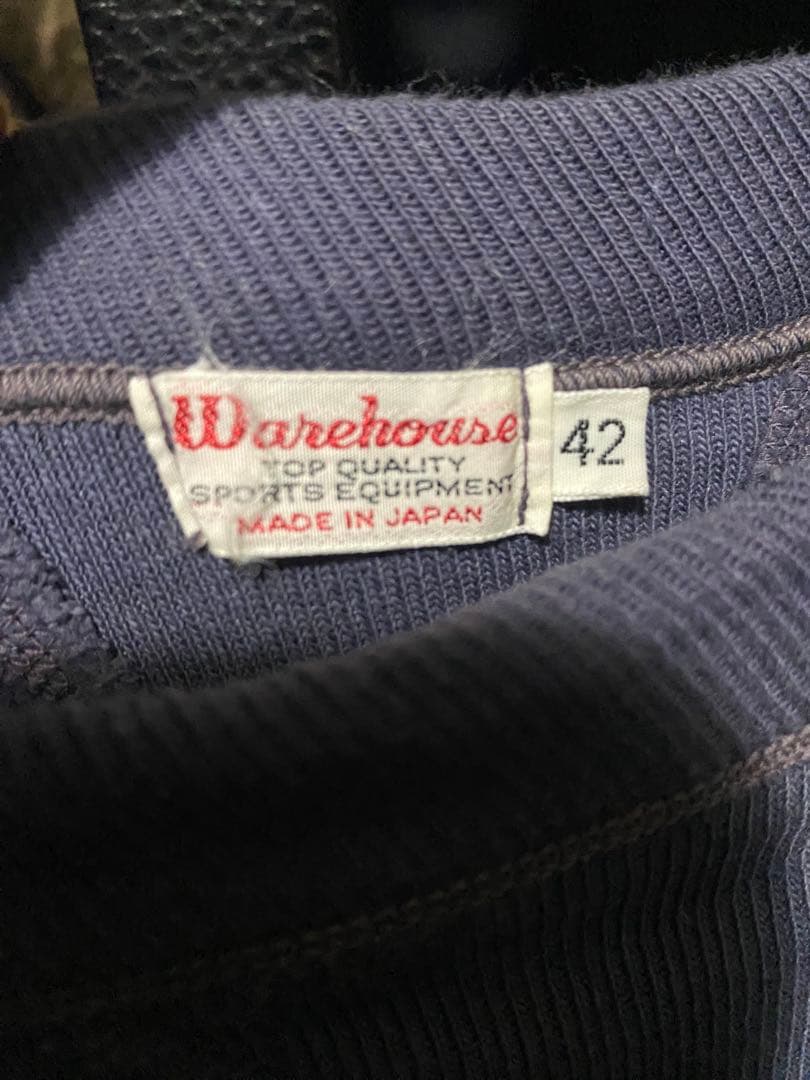 Warehouse
TOP QUALITY
SPORTS EQUIPMENT
MADE IN JAPAN
42